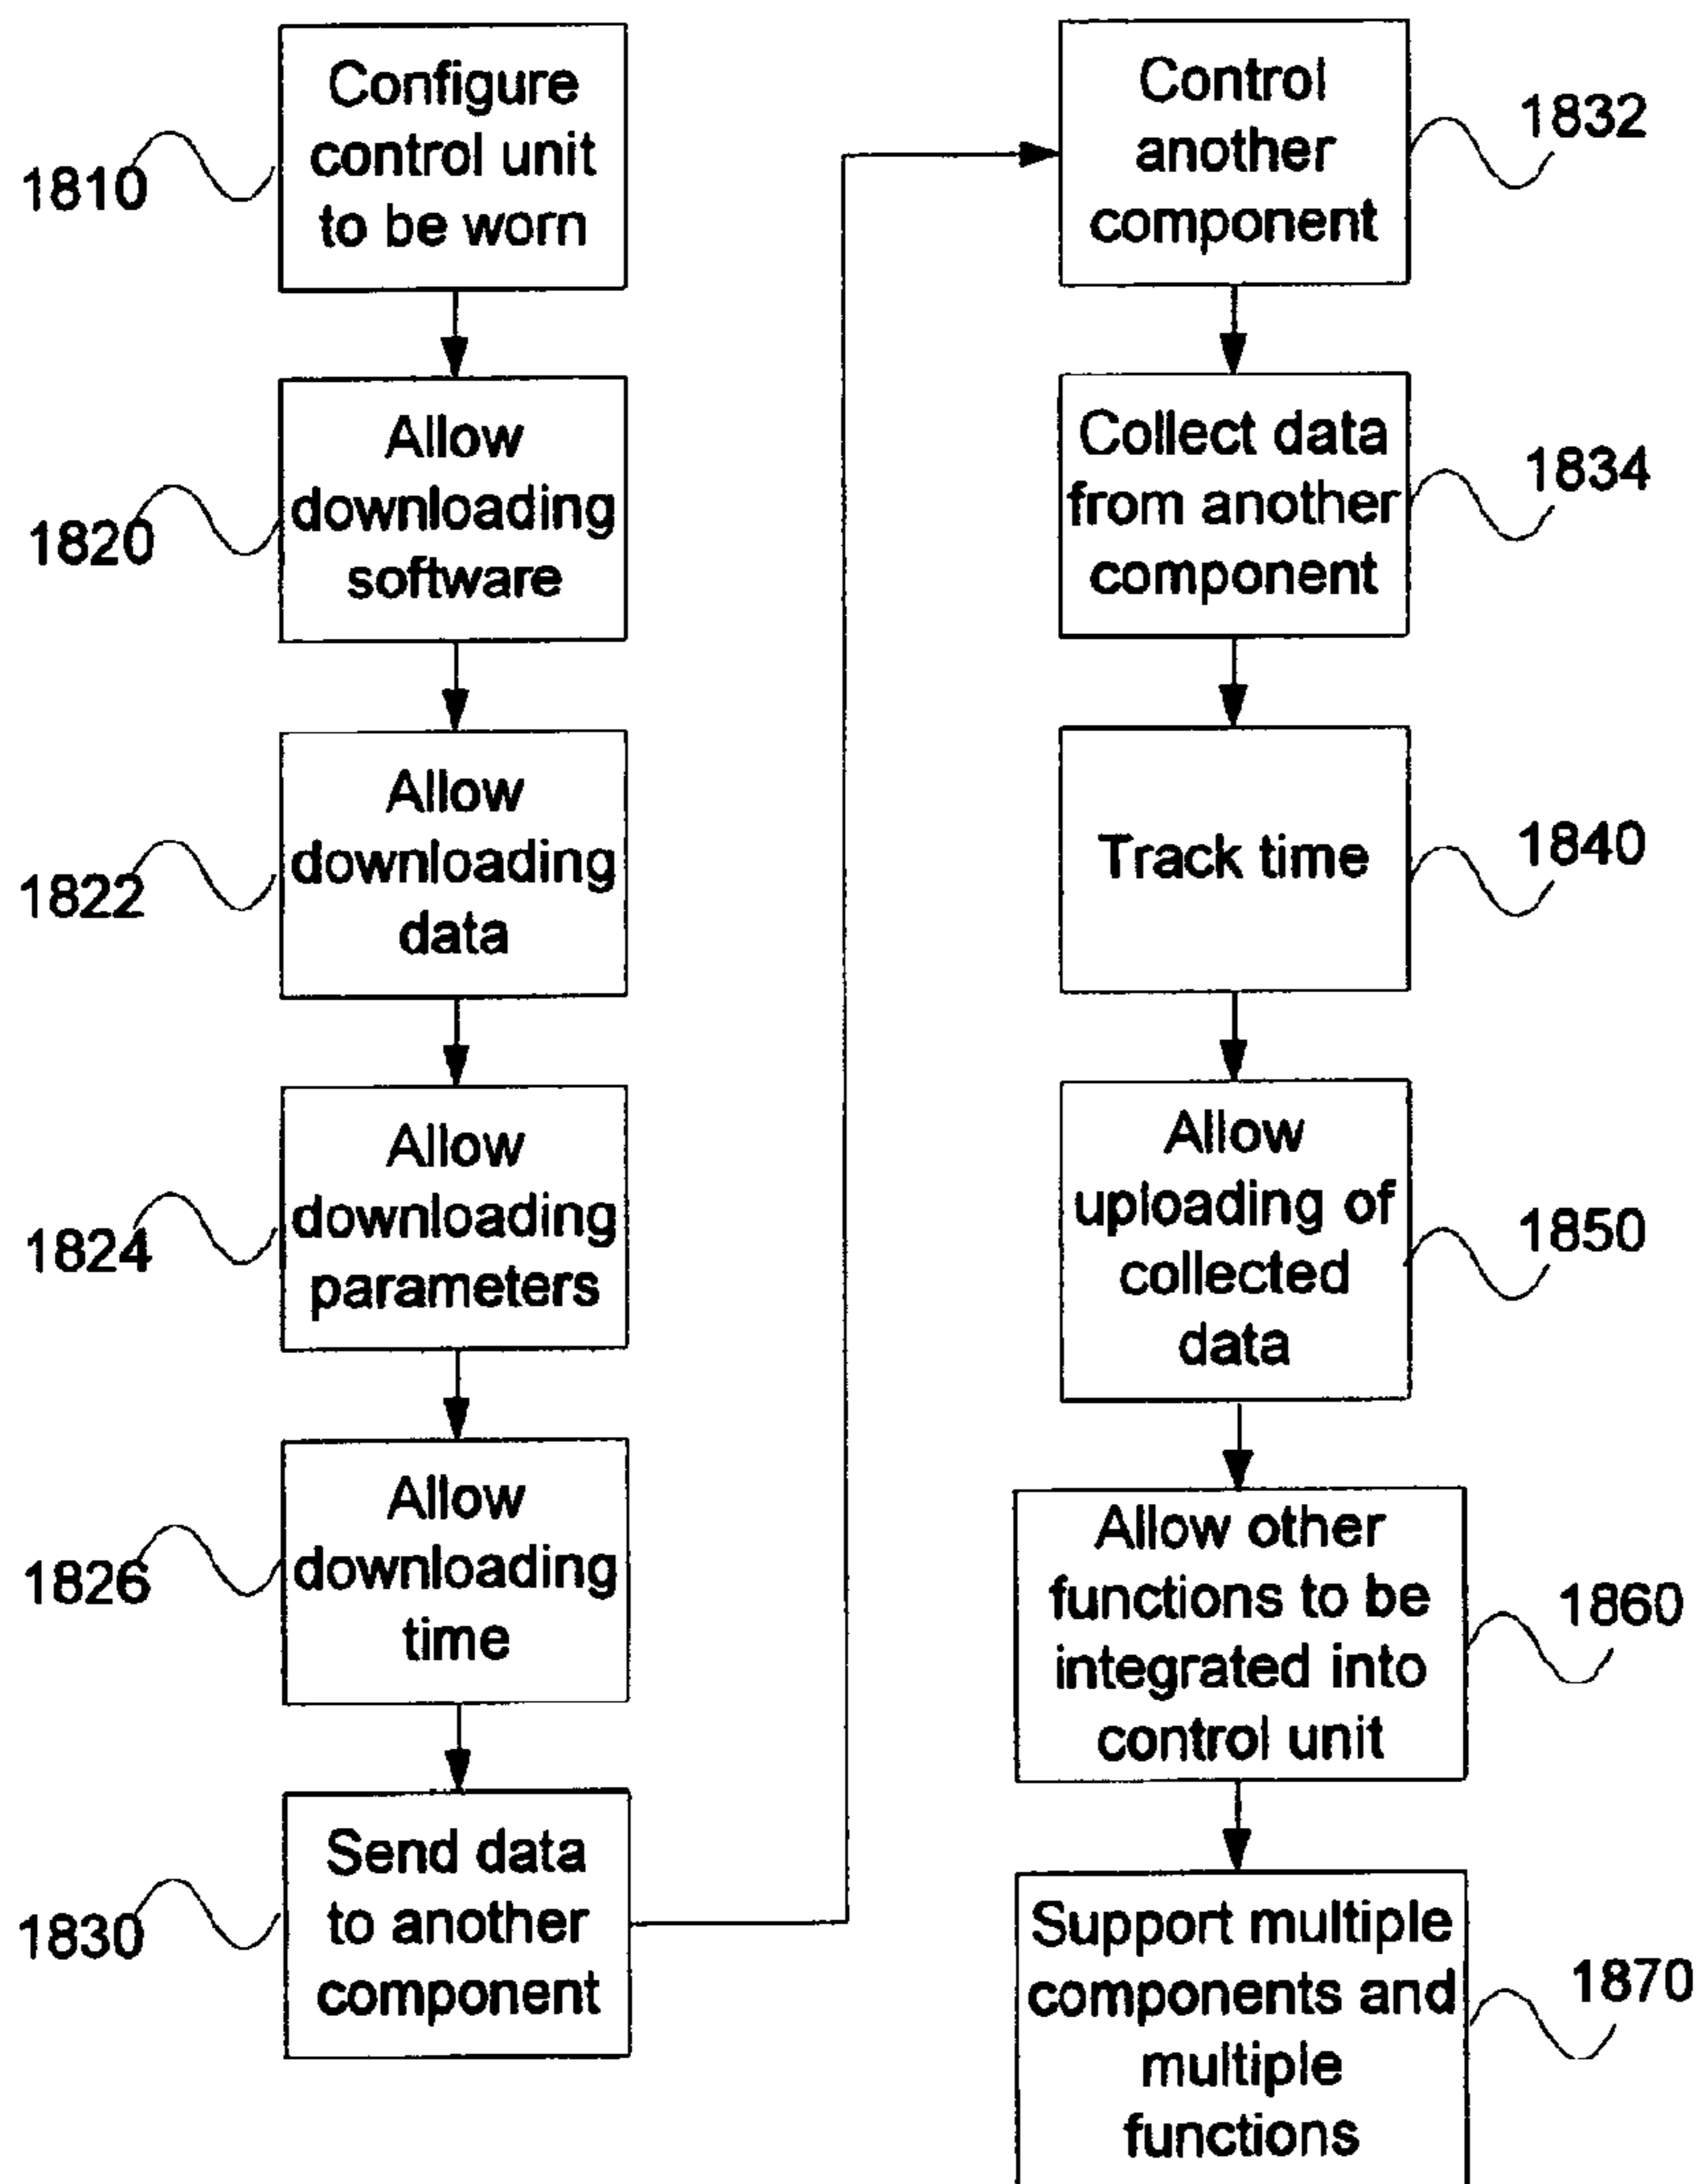 Configure
control unit
to be worn
1810
Allow
downloading
software
1820
Allow
downloading
data
1822
Allow
downloading
parameters
1824
Allow
downloading
time
1826
Send data
to another
component
1830
Control
another
component
1832
Collect data
from another
component
1834
Track time
1840
Allow
uploading of
collected
data
1850
Allow other
functions to be
integrated into
control unit
1860
Support multiple
components and
multiple
functions
1870